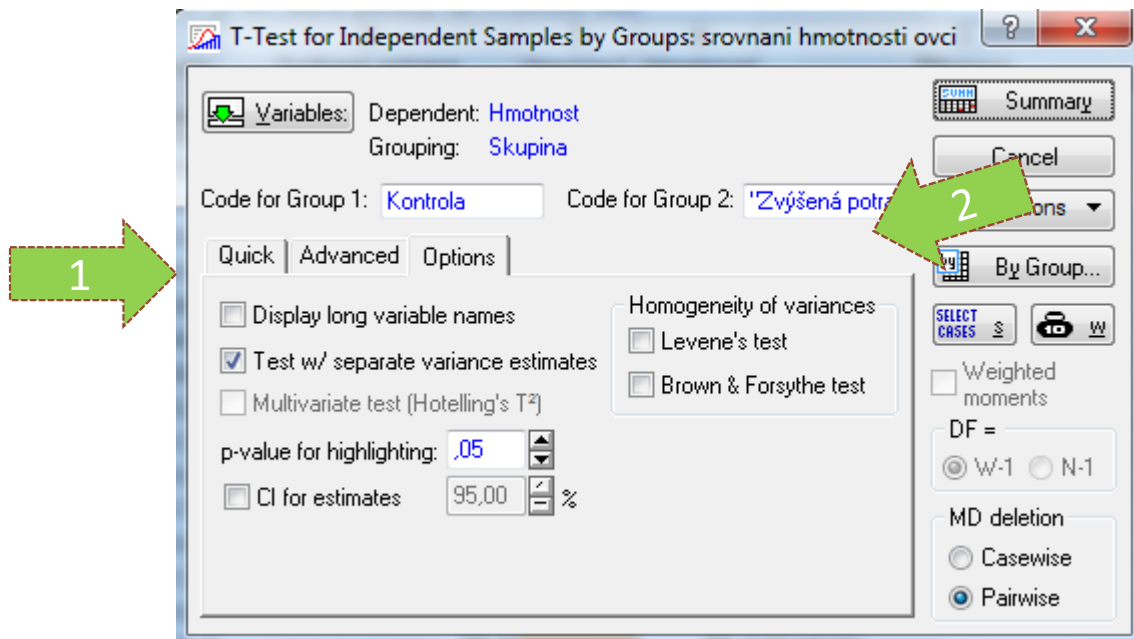 T-Test for Independent Samples by Groups: srovnani hmotnosti ovci
?
Variables: Dependent: Hmotnost
Grouping: Skupina
Code for Group 1: Kontrola Code for Group 2: "Zvýšená
Quick Advanced Options
Display long variable names
Test w/ separate variance estimates
Multivariate test (Hotelling's T²)
p-value for highlighting: ,05
CI for estimates 95,00 %
Homogeneity of variances
Levene's test
Brown & Forsythe test
SUMM Summary
Cancel
By Group...
SELECT CASES S W
Weighted
moments
DF =
W-1 N-1
MD deletion
Casewise
Pairwise
1
2